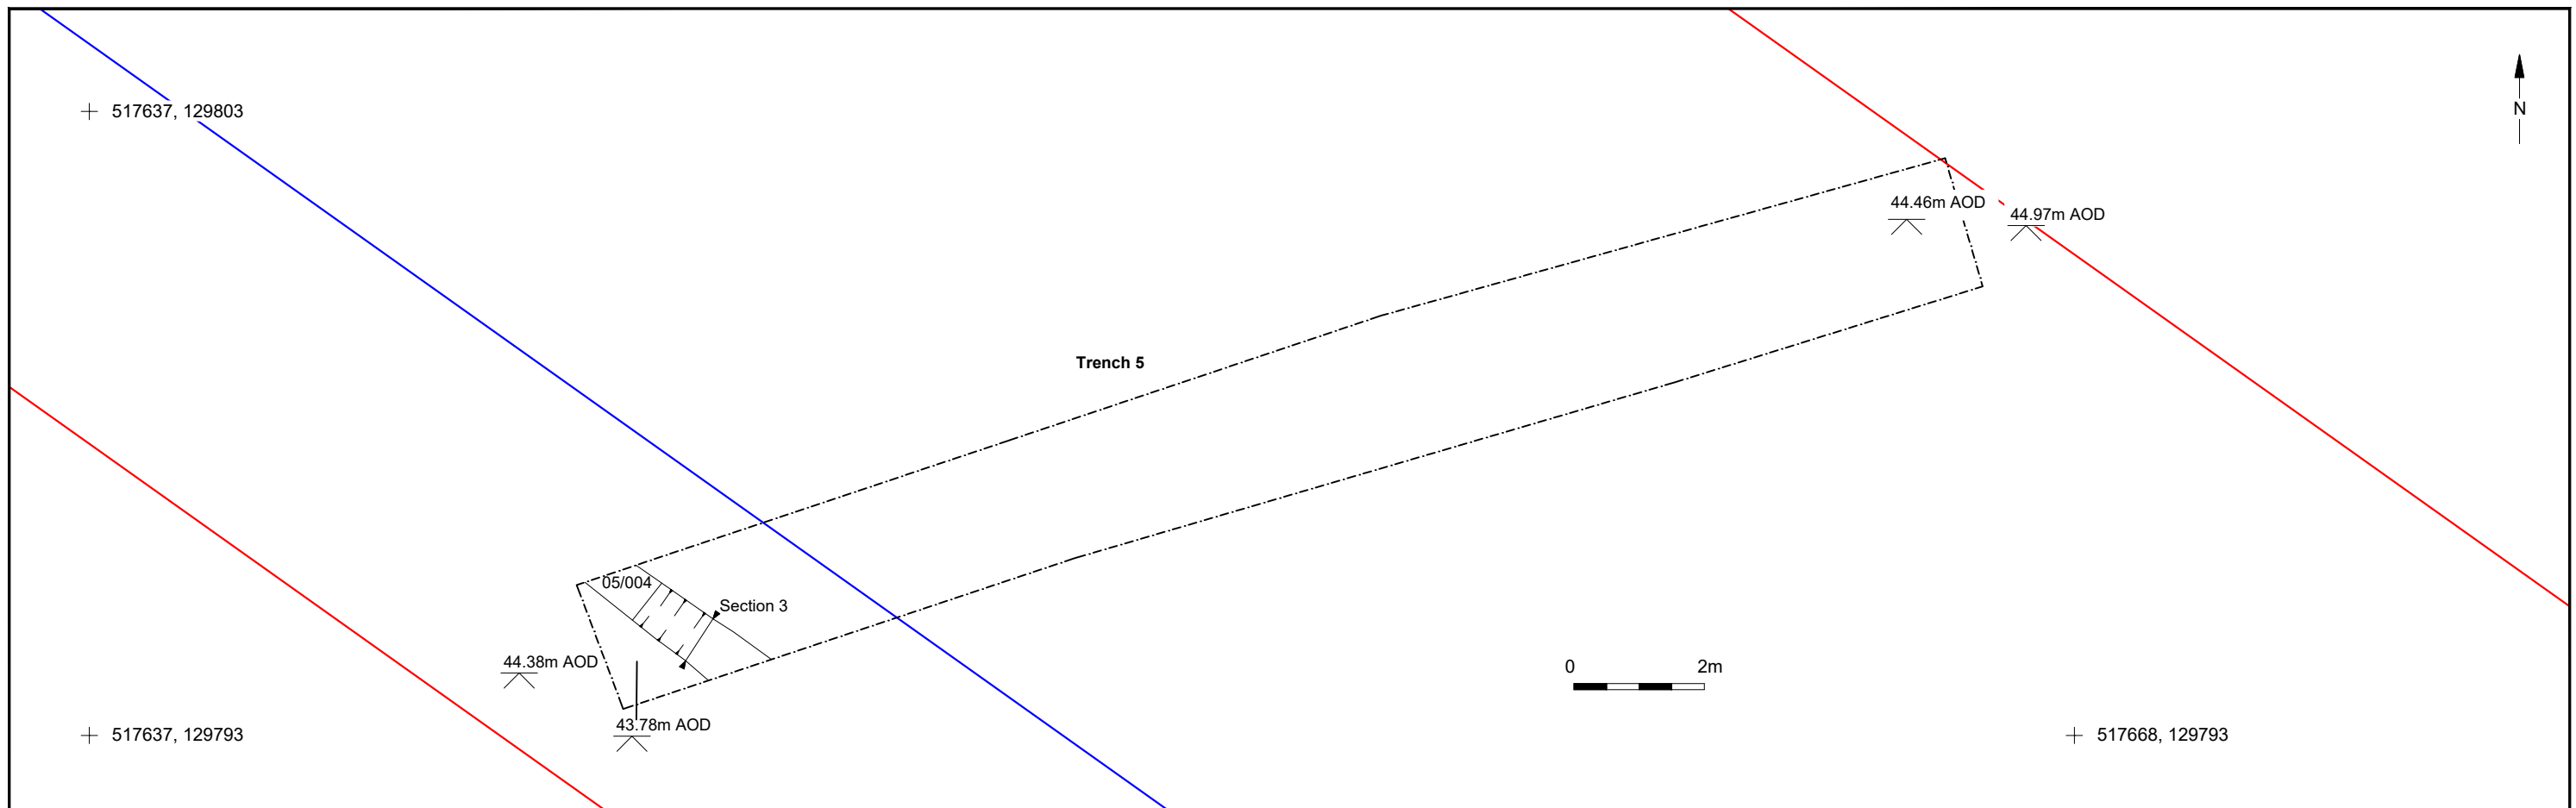 517637, 129803
N
44.46m AOD
44.97m AOD
Trench 5
05/004
Section 3
44.38m AOD
0 2m
43.78m AOD
517637, 129793
517668, 129793